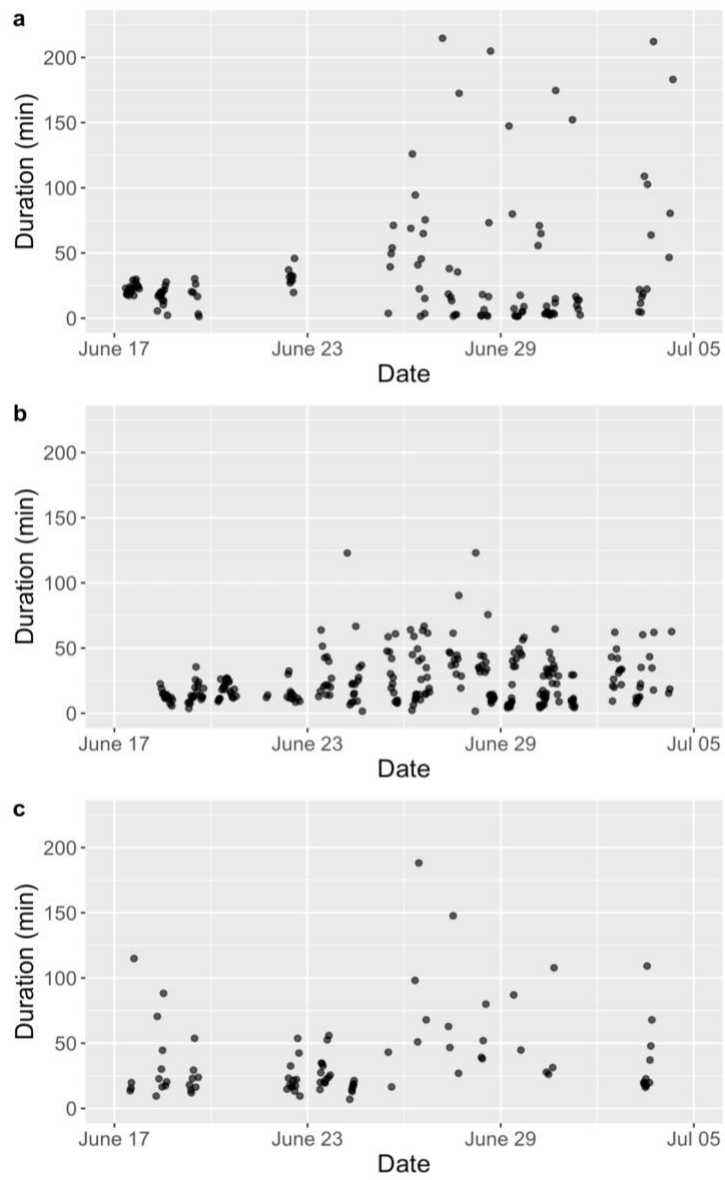 a
200
150
100
50
0
Duration (min)
June 17
June 23
June 29
Jul 05
Date
b
200
150
100
50
0
Duration (min)
June 17
June 23
June 29
Jul 05
Date
c
200
150
100
50
0
Duration (min)
June 17
June 23
June 29
Jul 05
Date